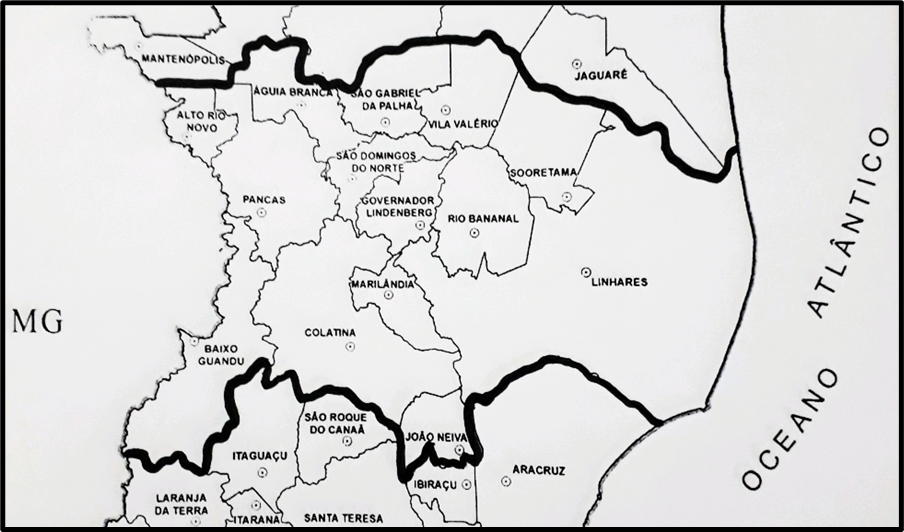 MANTENÓPOLIS
JAGUARÉ
ÁGUIA BRANCA
SÃO GABRIEL
DA PALHA
ALTO RIO
NOVO
VILA VALÉRIO
SÃO DOMINGOS
DO NORTE
SOORETAMA
PANCAS
GOVERNADOR
LINDENBERG
RIO BANANAL
MARILÂNDIA
LINHARES
MG
COLATINA
BAIXO
GUANDU
OCEANO ATLÂNTICO
SÃO ROQUE
DO CANAÃ
JOÃO NEIVA
ITAGUAÇU
ARACRUZ
IBIRAÇU
LARANJA
DA TERRA
ITARANA
SANTA TERESA